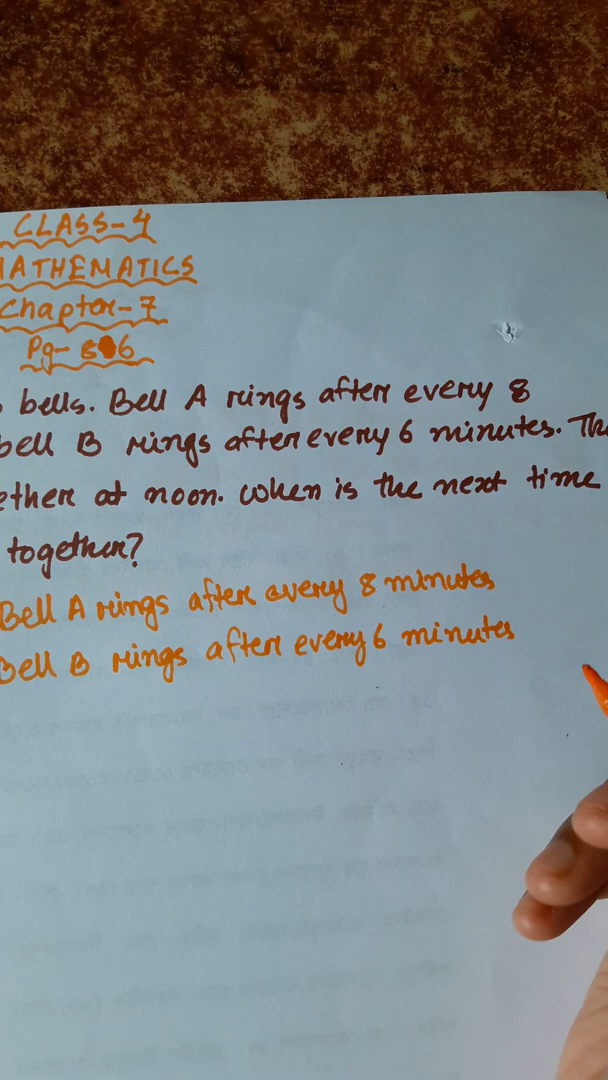 CLASS-4
MATHEMATICS
Chapter-7
Pg-
bells. Bell A rings after every 8
bell B rings after every 6 minutes. The
ether at noon. When is the next time
together?
Bell A rings after every 8 minutes
Bell B rings after every 6 minutes